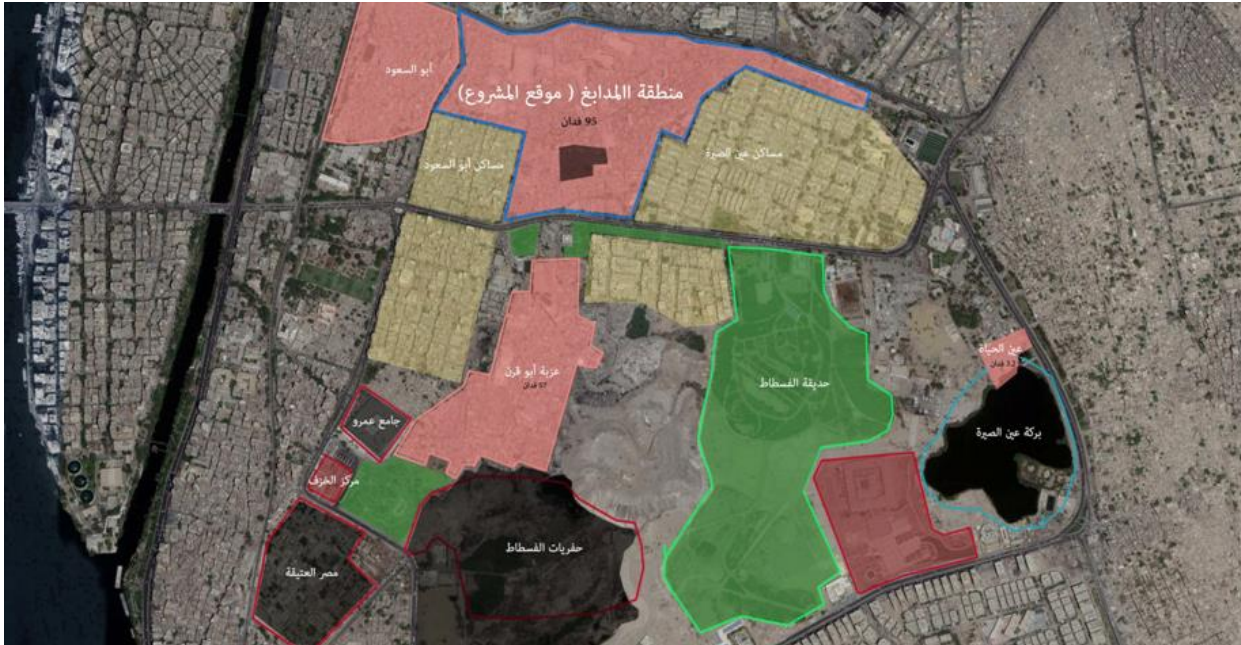 أبو السعود
منطقة االمدابغ ( موقع المشروع)
95 فدان
مساكن أبو السعود
مساكن عين الصيرة
عزبة أبو قرن
57 فدان
حديقة الفسطاط
عين الحياة
بركة عين الصيرة
جامع عمرو
مركز الخزف
حفريات الفسطاط
مصر العتيقة